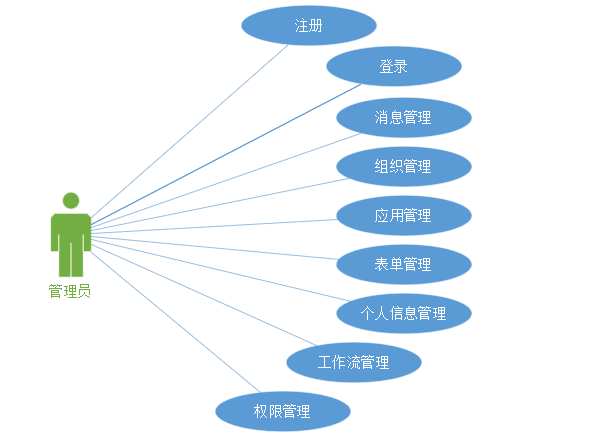 注册
登录
消息管理
组织管理
应用管理
表单管理
个人信息管理
工作流管理
权限管理
管理员